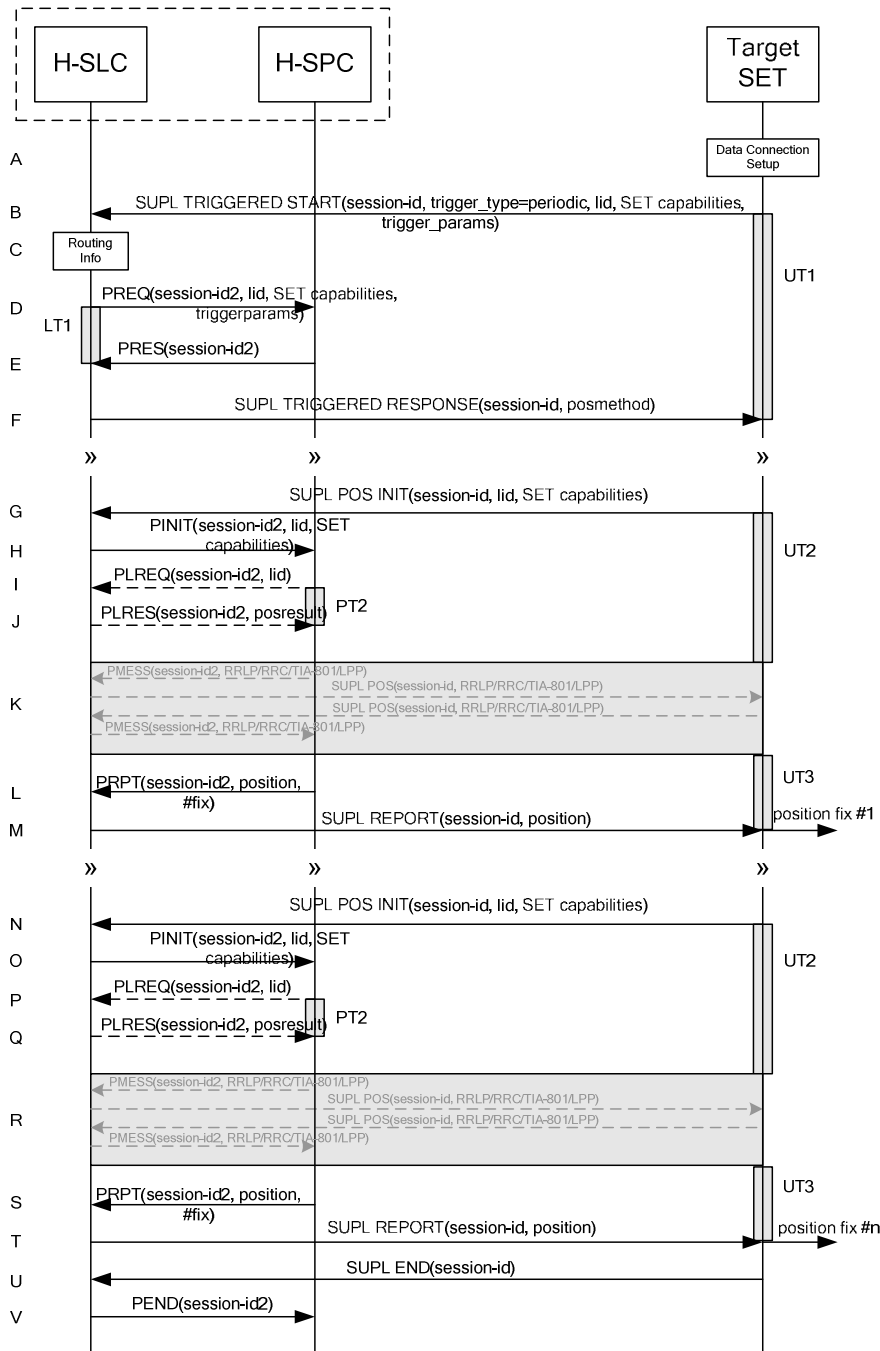 H-SLC
H-SPC
Target
SET
A
Data Connection
Setup
B
SUPL TRIGGERED START(session-id, trigger_type=periodic, lid, SET capabilities,
trigger_params)
C
Routing
Info
UT1
D
PREQ(session-id2, lid, SET capabilities,
triggerparams)
LT1
E
PRES(session-id2)
F
SUPL TRIGGERED RESPONSE(session-id, posmethod)
»
»
»
G
SUPL POS INIT(session-id, lid, SET capabilities)
H
PINIT(session-id2, lid, SET
capabilities)
UT2
I
PLREQ(session-id2, lid)
J
PLRES(session-id2, posresult)
PT2
K
PMESS(session-id2, RRLP/RRC/TIA-801/LPP)
SUPL POS(session-id, RRLP/RRC/TIA-801/LPP)
SUPL POS(session-id, RRLP/RRC/TIA-801/LPP)
PMESS(session-id2, RRLP/RRC/TIA-801/LPP)
UT3
L
PRPT(session-id2, position,
#fix)
M
SUPL REPORT(session-id, position)
position fix #1
»
»
»
N
SUPL POS INIT(session-id, lid, SET capabilities)
O
PINIT(session-id2, lid, SET
capabilities)
UT2
P
PLREQ(session-id2, lid)
Q
PLRES(session-id2, posresult)
PT2
R
PMESS(session-id2, RRLP/RRC/TIA-801/LPP)
SUPL POS(session-id, RRLP/RRC/TIA-801/LPP)
SUPL POS(session-id, RRLP/RRC/TIA-801/LPP)
PMESS(session-id2, RRLP/RRC/TIA-801/LPP)
UT3
S
PRPT(session-id2, position,
#fix)
T
SUPL REPORT(session-id, position)
position fix #n
U
SUPL END(session-id)
V
PEND(session-id2)